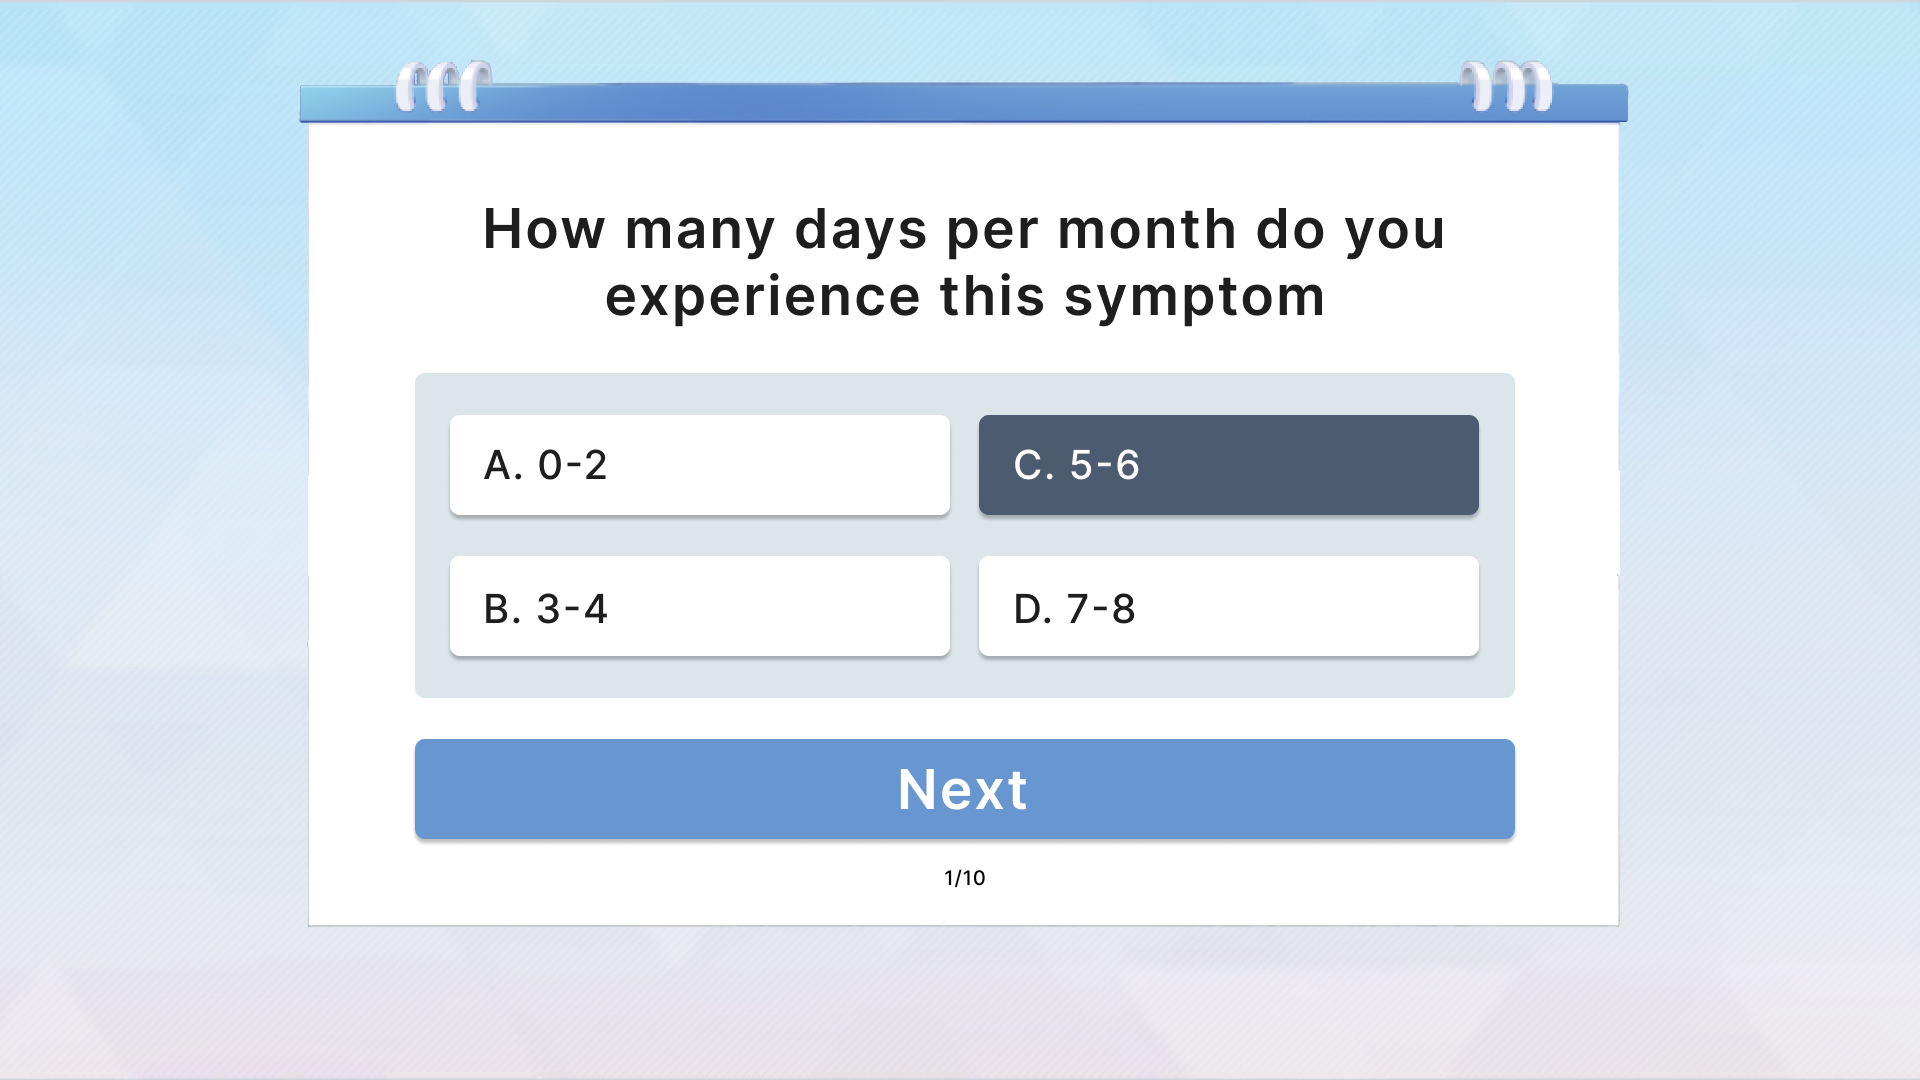 How many days per month do you
experience this symptom
A. 0-2
C. 5-6
B. 3-4
D. 7-8
Next
1/10